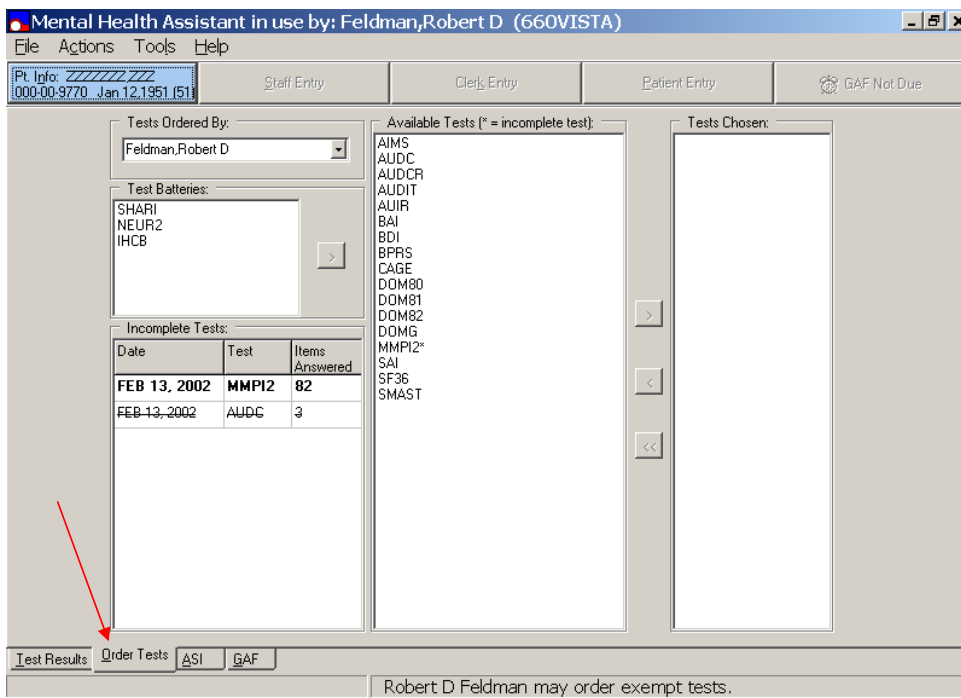 Mental Health Assistant in use by: Feldman,Robert D (660VISTA)
File Actions Tools Help
Pt. Info: ZZZZZZZ,ZZZ
000-00-9770 Jan 12,1951 (51)
Staff Entry
Clerk Entry
Patient Entry
GAF Not Due
Tests Ordered By:
Feldman,Robert D
Test Batteries:
SHARI
NEUR2
IHCB
>
Incomplete Tests:
Date Test Items Answered
FEB 13, 2002 MMPI2 82
FEB 13, 2002 AUDC 3
Available Tests (* = incomplete test):
AIMS
AUDC
AUDCR
AUDIT
AUIR
BAI
BDI
BPRS
CAGE
DOM80
DOM81
DOM82
DOMG
MMPI2*
SAI
SF36
SMAST
>
<
<<
Tests Chosen:
Test Results Order Tests ASI GAF
Robert D Feldman may order exempt tests.